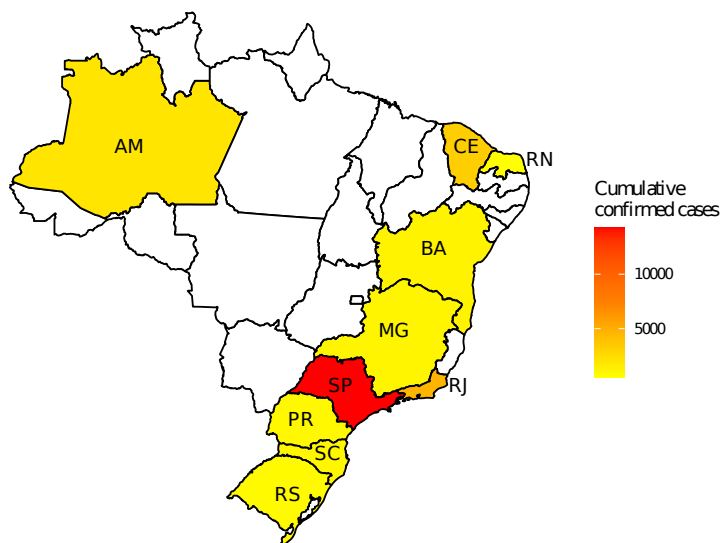 AM
CE
RN
BA
MG
SP
RJ
PR
SC
RS
Cumulative
confirmed cases
10000
5000